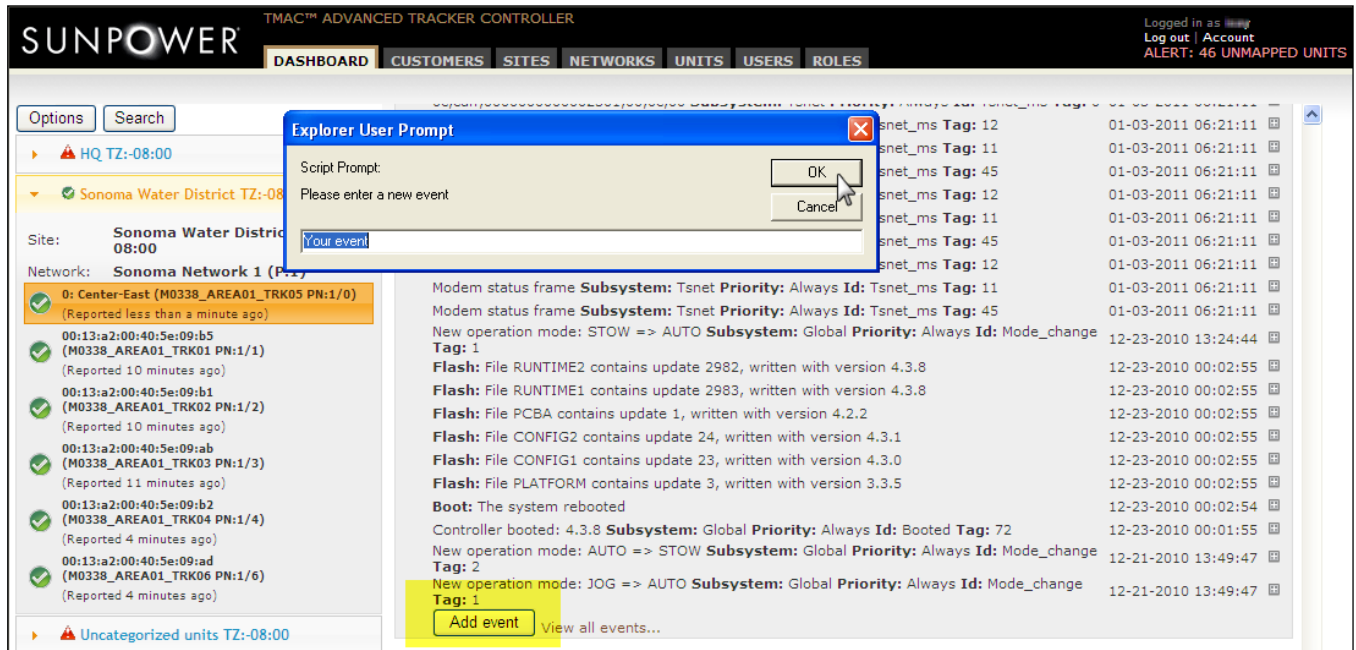 TMAC™ ADVANCED TRACKER CONTROLLER
SUNPOWER
DASHBOARD CUSTOMERS SITES NETWORKS UNITS USERS ROLES
Logged in as
Log out | Account
ALERT: 46 UNMAPPED UNITS
Options Search
HQ TZ:-08:00
Sonoma Water District TZ:-08
Site: Sonoma Water Distric
08:00
Network: Sonoma Network 1
0: Center-East (M0338_AREA01_TRK05 PN:1/0)
(Reported less than a minute ago)
00:13:a2:00:40:5e:09:b5
(M0338_AREA01_TRK01 PN:1/1)
(Reported 10 minutes ago)
00:13:a2:00:40:5e:09:b1
(M0338_AREA01_TRK02 PN:1/2)
(Reported 10 minutes ago)
00:13:a2:00:40:5e:09:ab
(M0338_AREA01_TRK03 PN:1/3)
(Reported 11 minutes ago)
00:13:a2:00:40:5e:09:b2
(M0338_AREA01_TRK04 PN:1/4)
(Reported 4 minutes ago)
00:13:a2:00:40:5e:09:ad
(M0338_AREA01_TRK06 PN:1/6)
(Reported 4 minutes ago)
Uncategorized units TZ:-08:00
Explorer User Prompt
Script Prompt:
Please enter a new event
OK
Cancel
Your event
snet_ms Tag: 12 01-03-2011 06:21:11
snet_ms Tag: 11 01-03-2011 06:21:11
snet_ms Tag: 45 01-03-2011 06:21:11
snet_ms Tag: 12 01-03-2011 06:21:11
snet_ms Tag: 11 01-03-2011 06:21:11
snet_ms Tag: 45 01-03-2011 06:21:11
snet_ms Tag: 12 01-03-2011 06:21:11
Modem status frame Subsystem: Tsnet Priority: Always Id: Tsnet_ms Tag: 11 01-03-2011 06:21:11
Modem status frame Subsystem: Tsnet Priority: Always Id: Tsnet_ms Tag: 45 01-03-2011 06:21:11
New operation mode: STOW => AUTO Subsystem: Global Priority: Always Id: Mode_change 12-23-2010 13:24:44
Tag: 1
Flash: File RUNTIME2 contains update 2982, written with version 4.3.8 12-23-2010 00:02:55
Flash: File RUNTIME1 contains update 2983, written with version 4.3.8 12-23-2010 00:02:55
Flash: File PCBA contains update 1, written with version 4.2.2 12-23-2010 00:02:55
Flash: File CONFIG2 contains update 24, written with version 4.3.1 12-23-2010 00:02:55
Flash: File CONFIG1 contains update 23, written with version 4.3.0 12-23-2010 00:02:55
Flash: File PLATFORM contains update 3, written with version 3.3.5 12-23-2010 00:02:55
Boot: The system rebooted 12-23-2010 00:02:54
Controller booted: 4.3.8 Subsystem: Global Priority: Always Id: Booted Tag: 72 12-23-2010 00:01:55
New operation mode: AUTO => STOW Subsystem: Global Priority: Always Id: Mode_change 12-21-2010 13:49:47
Tag: 2
New operation mode: JOG => AUTO Subsystem: Global Priority: Always Id: Mode_change 12-21-2010 13:49:47
Tag: 1
Add event View all events...